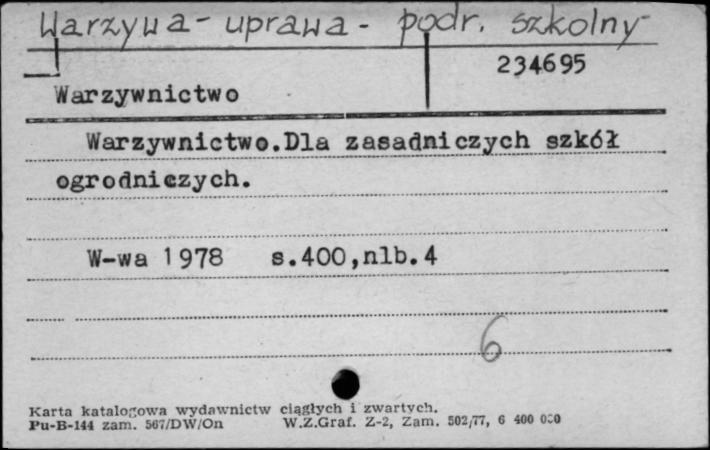 Warzywa - uprawa - podr. szkolny
234695
Warzywnictwo
Warzywnictwo.Dla zasadniczych szkół
ogrodniczych.
W-wa 1978 s.400,nlb.4
6
Karta katalogowa wydawnictw ciągłych i zwartych.
Pu-B-144 zam. 567/DW/On W.Z.Graf. Z-2, Zam. 502/77, 6 400 000